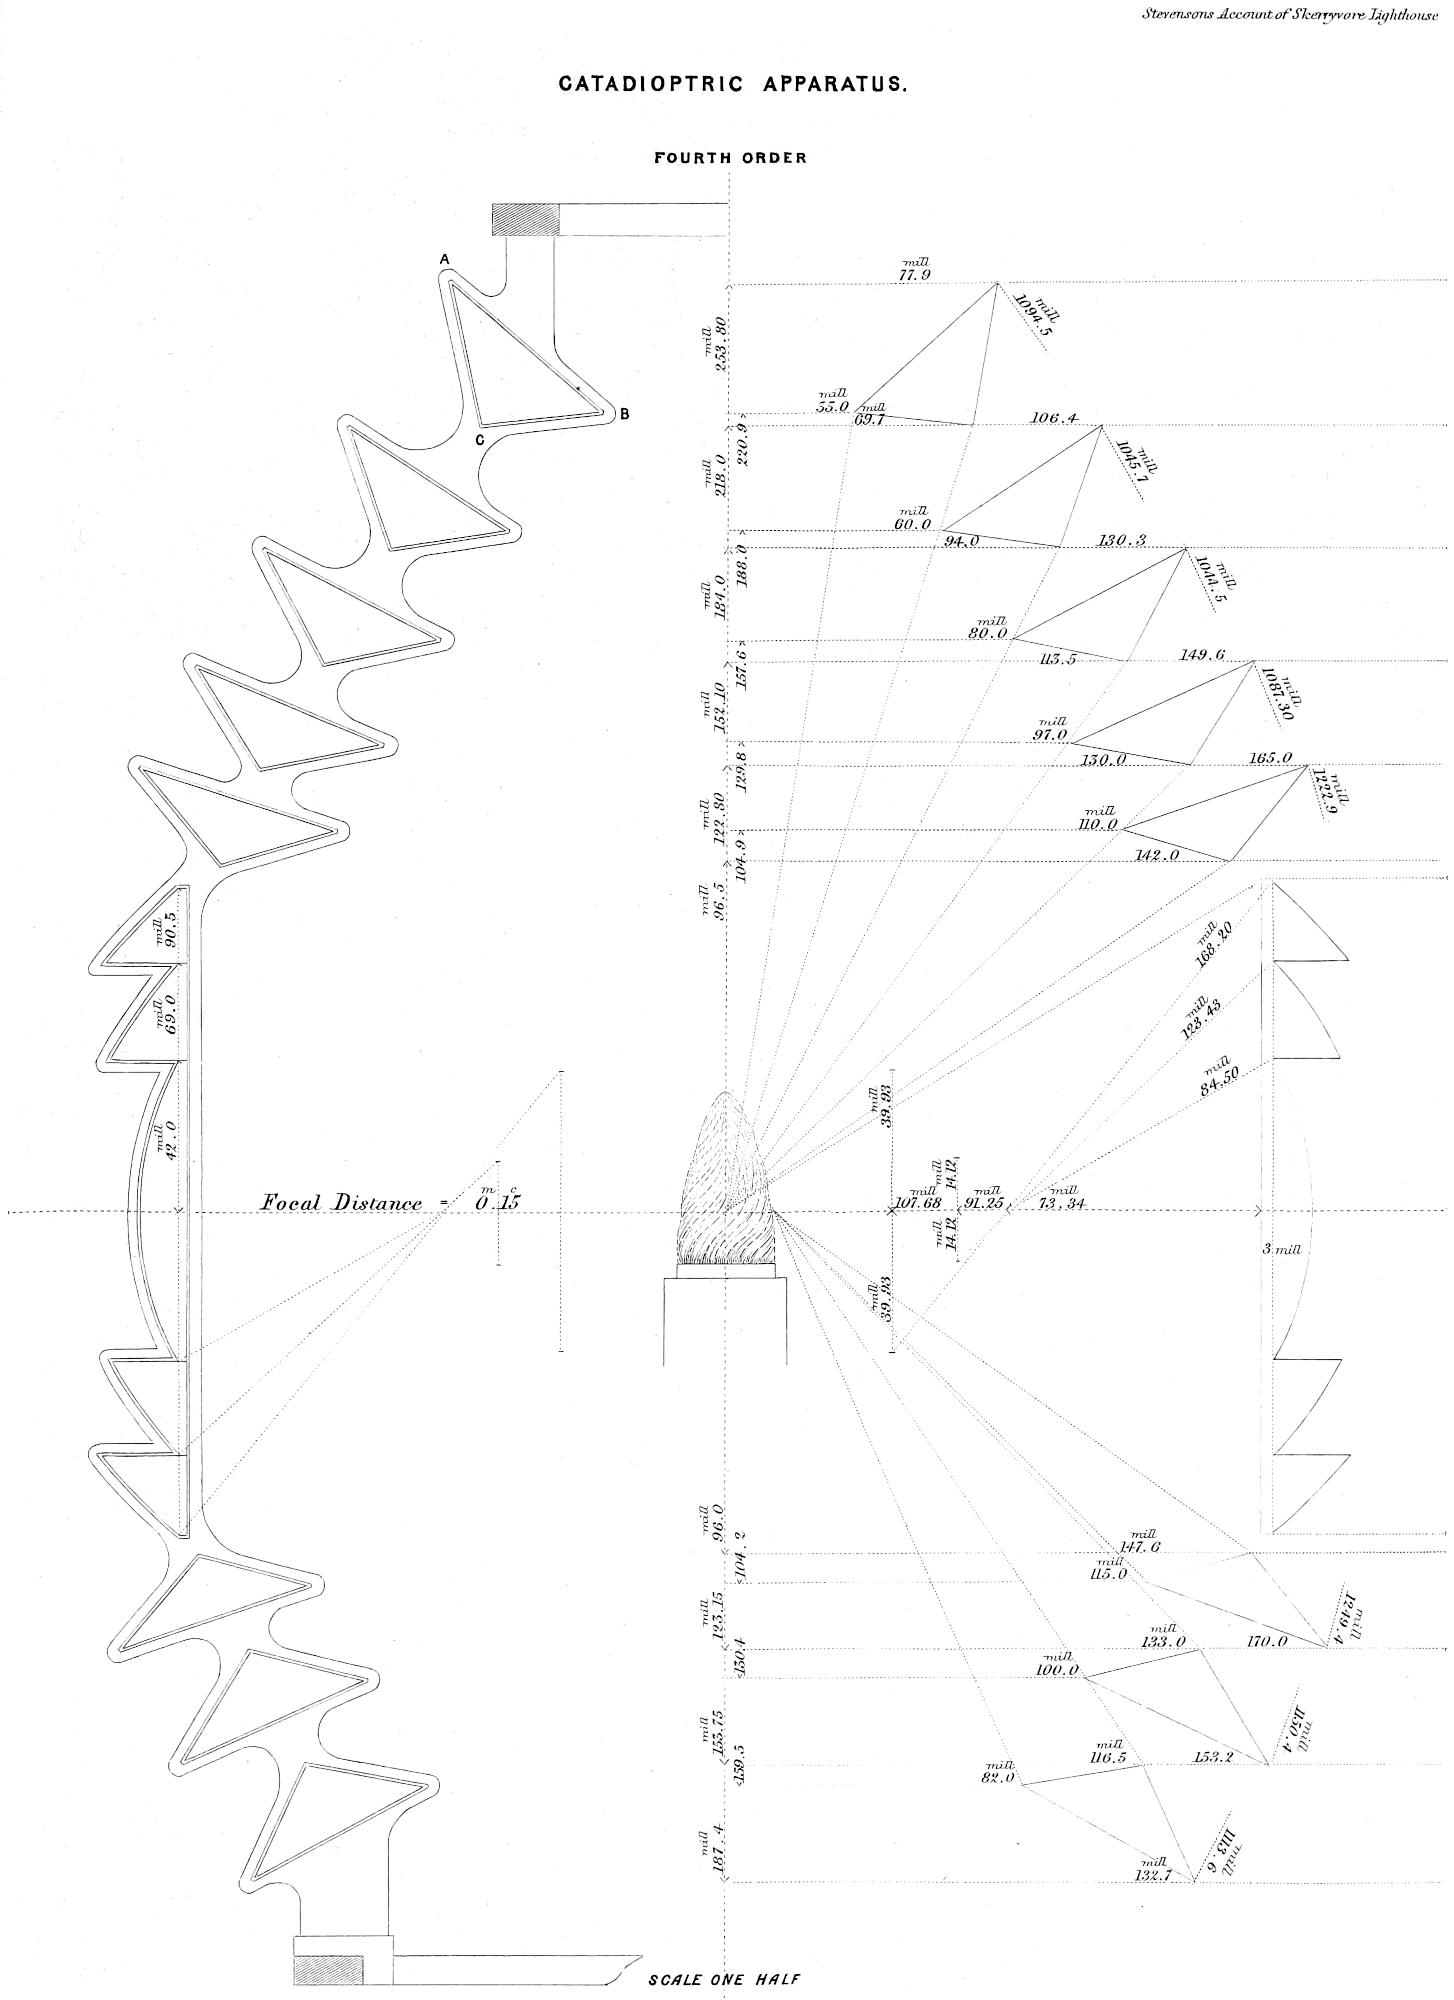 Stevensons Account of Skerryvore Lighthouse
CATADIOPTRIC APPARATUS.
FOURTH ORDER
A
B
C
mill
77.9
mill
1094.5
mill
253.80
mill
55.0
mill
69.7
106.4
220.9
mill
1045.7
mill
218.0
mill
60.0
94.0
130.3
188.0
mill
1044.5
mill
184.0
mill
80.0
113.5
149.6
157.6
mill
1087.30
mill
152.10
mill
97.0
130.0
165.0
129.8
mill
1222.9
mill
122.80
mill
110.0
142.0
104.9
mill
96.5
mill
90.5
mill
69.0
mill
42.0
mill
168.20
mill
123.43
mill
84.50
mill
39.93
mill
14.12
Focal Distance = 0.15
m c
mill
107.68
mill
91.25
mill
73.34
mill
14.12
mill
39.93
3 mill
mill
96.0
104.2
mill
147.6
mill
115.0
mill
1249.4
mill
123.15
130.4
mill
133.0
170.0
mill
100.0
mill
1130.4
mill
153.75
159.5
mill
116.5
153.2
mill
82.0
mill
1113.6
mill
187.4
mill
132.7
SCALE ONE HALF